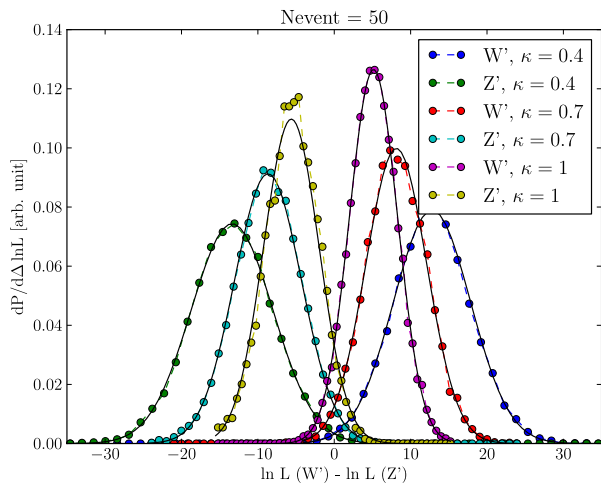 Nevent = 50
dP/dΔ lnL [arb. unit]
0.14
0.12
0.10
0.08
0.06
0.04
0.02
0.00
W', κ = 0.4
Z', κ = 0.4
W', κ = 0.7
Z', κ = 0.7
W', κ = 1
Z', κ = 1
−30 −20 −10 0 10 20 30
ln L (W') - ln L (Z')